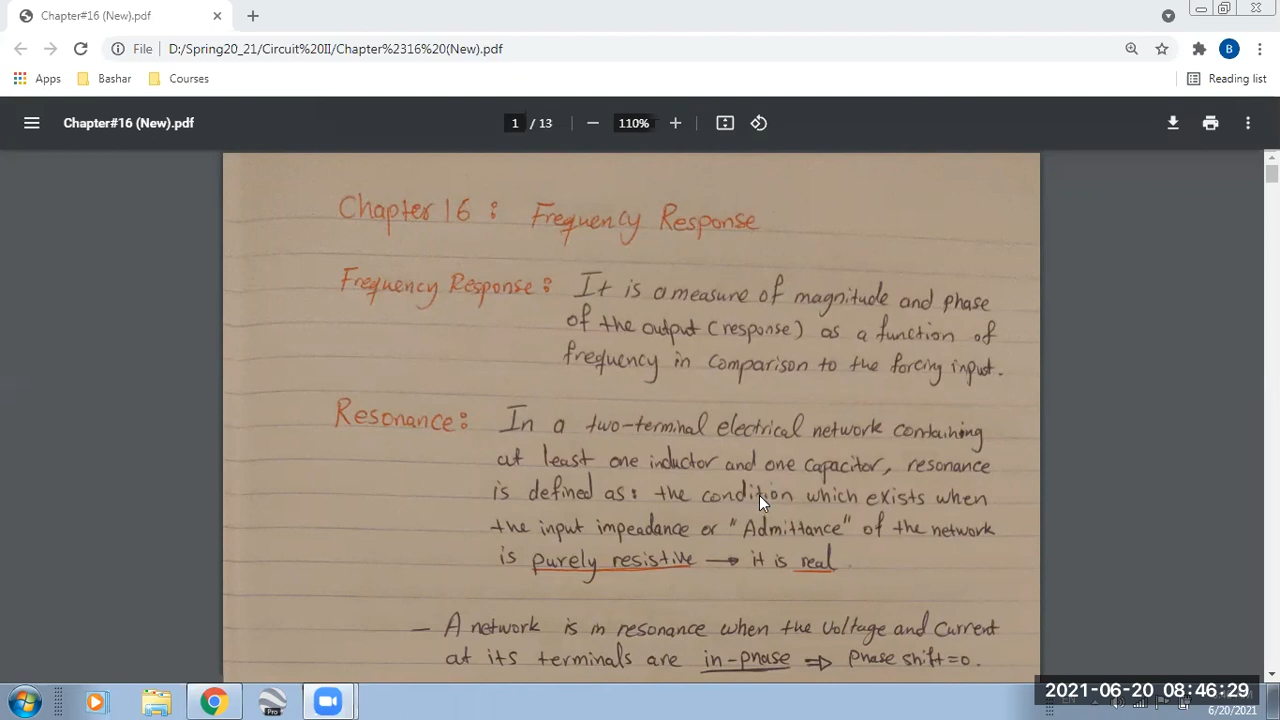 Chapter#16 (New).pdf
File | D:/Spring20_21/Circuit%20II/Chapter%2316%20(New).pdf
B
Apps Bashar Courses Reading list
Chapter#16 (New).pdf 1 / 13 110%
Chapter 16 : Frequency Response
Frequency Response : It is a measure of magnitude and phase
of the output (response) as a function of
frequency in comparison to the forcing input.
Resonance : In a two-terminal electrical network containing
at least one inductor and one capacitor, resonance
is defined as : the condition which exists when
the input impeadance or "Admittance" of the network
is purely resistive → it is real.
— A network is in resonance when the Voltage and Current
at its terminals are in-phase ⇒ phase shift=0.
Pro
2021-06-20 08:46:29
EN
6/20/2021